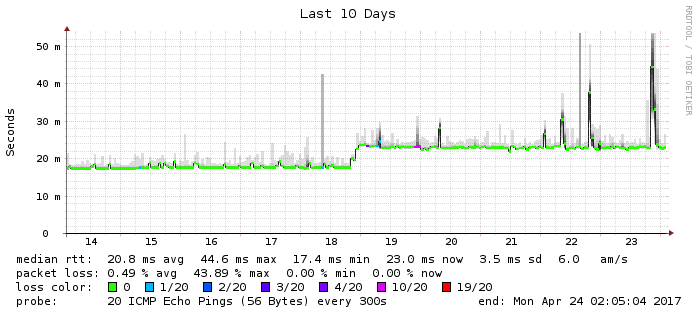 Last 10 Days
RRDTOOL / TOBI OETIKER
Seconds
50 m
40 m
30 m
20 m
10 m
0
14 15 16 17 18 19 20 21 22 23
median rtt: 20.8 ms avg 44.6 ms max 17.4 ms min 23.0 ms now 3.5 ms sd 6.0 am/s
packet loss: 0.49 % avg 43.89 % max 0.00 % min 0.00 % now
loss color: 0 1/20 2/20 3/20 4/20 10/20 19/20
probe: 20 ICMP Echo Pings (56 Bytes) every 300s end: Mon Apr 24 02:05:04 2017